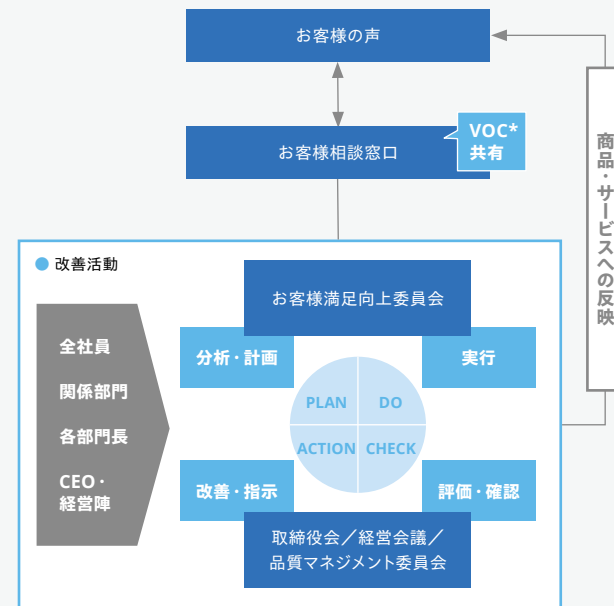 お客様の声
お客様相談窓口
VOC*
共有
商品・サービスへの反映
改善活動
お客様満足向上委員会
全社員
関係部門
各部門長
CEO・
経営陣
分析・計画
実行
PLAN
DO
ACTION
CHECK
改善・指示
評価・確認
取締役会／経営会議／
品質マネジメント委員会